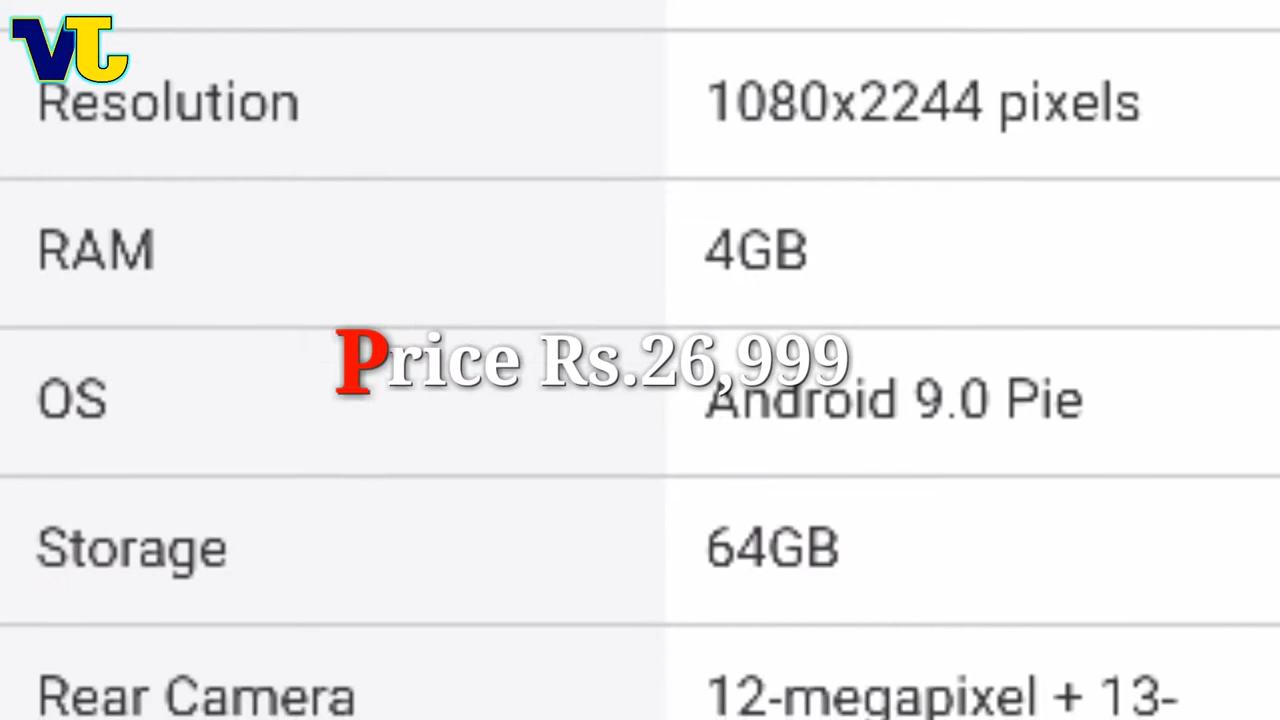 VJ
Resolution 1080x2244 pixels
RAM 4GB
Price Rs.26,999
OS Android 9.0 Pie
Storage 64GB
Rear Camera 12-megapixel + 13-